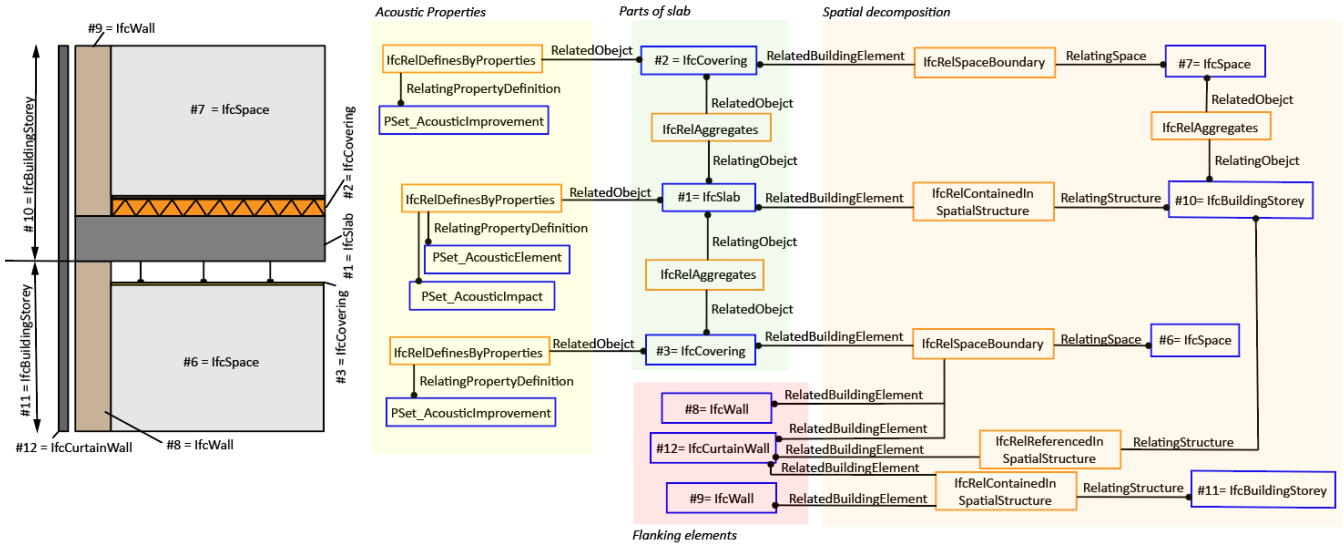 #9= IfcWall
#10 = IfcBuildingStorey
#11 = IfcBuildingStorey
#7 = IfcSpace
#2 = IfcCovering
#1 = IfcSlab
#3 = IfcCovering
#6 = IfcSpace
#12 = IfcCurtainWall
#8 = IfcWall
Acoustic Properties
IfcRelDefinesByProperties
RelatingPropertyDefinition
PSet_AcousticImprovement
RelatedObejct
IfcRelDefinesByProperties
RelatingPropertyDefinition
PSet_AcousticElement
PSet_AcousticImpact
RelatedObejct
IfcRelDefinesByProperties
RelatingPropertyDefinition
PSet_AcousticImprovement
RelatedObejct
Parts of slab
#2 = IfcCovering
RelatedObejct
IfcRelAggregates
RelatingObejct
#1= IfcSlab
RelatingObejct
IfcRelAggregates
RelatedObejct
#3= IfcCovering
Spatial decomposition
RelatedBuildingElement
IfcRelSpaceBoundary
RelatingSpace
#7= IfcSpace
RelatedObejct
IfcRelAggregates
RelatingObejct
RelatedBuildingElement
IfcRelContainedIn
SpatialStructure
RelatingStructure
#10= IfcBuildingStorey
RelatedBuildingElement
IfcRelSpaceBoundary
RelatingSpace
#6= IfcSpace
#8= IfcWall
RelatedBuildingElement
#12= IfcCurtainWall
RelatedBuildingElement
RelatedBuildingElement
RelatedBuildingElement
IfcRelReferencedIn
SpatialStructure
RelatingStructure
#9= IfcWall
RelatedBuildingElement
IfcRelContainedIn
SpatialStructure
RelatingStructure
#11= IfcBuildingStorey
Flanking elements